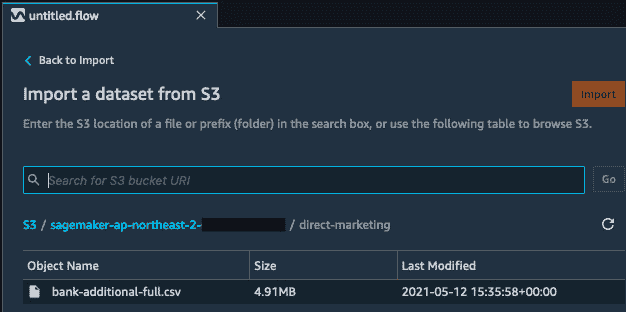 untitled.flow
Back to Import
Import a dataset from S3
Import
Enter the S3 location of a file or prefix (folder) in the search box, or use the following table to browse S3.
Search for S3 bucket URI
Go
S3 / sagemaker-ap-northeast-2- / direct-marketing
Object Name Size Last Modified
bank-additional-full.csv 4.91MB 2021-05-12 15:35:58+00:00